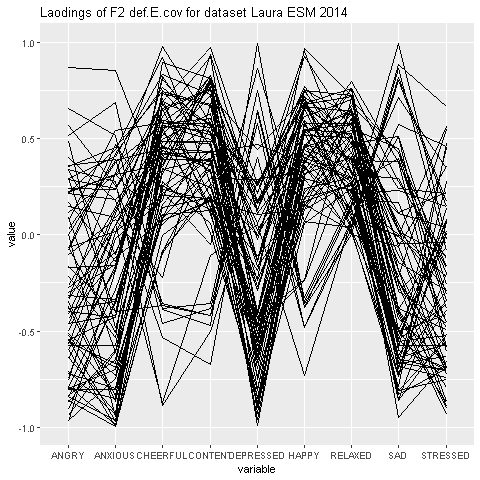 Laodings of F2 def.E.cov for dataset Laura ESM 2014
1.0
0.5
0.0
-0.5
-1.0
value
ANGRY ANXIOUS CHEERFUL CONTENT DEPRESSED HAPPY RELAXED SAD STRESSED
variable